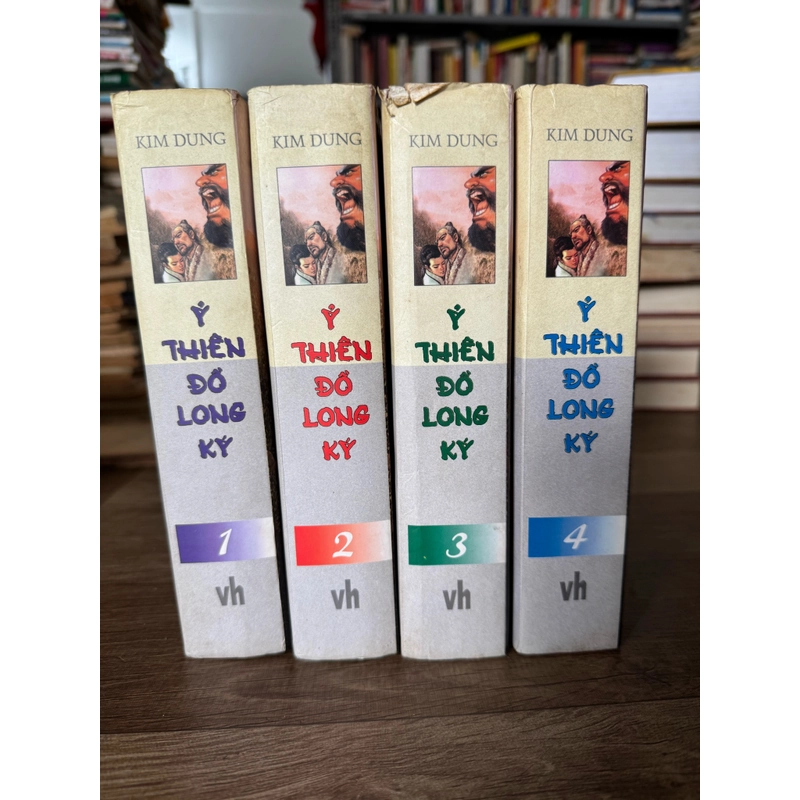 KIM DUNG
Ỷ
THIÊN
ĐỒ
LONG
KÝ
1
vh
KIM DUNG
Ỷ
THIÊN
ĐỒ
LONG
KÝ
2
vh
KIM DUNG
Ỷ
THIÊN
ĐỒ
LONG
KÝ
3
vh
KIM DUNG
Ỷ
THIÊN
ĐỒ
LONG
KÝ
4
vh